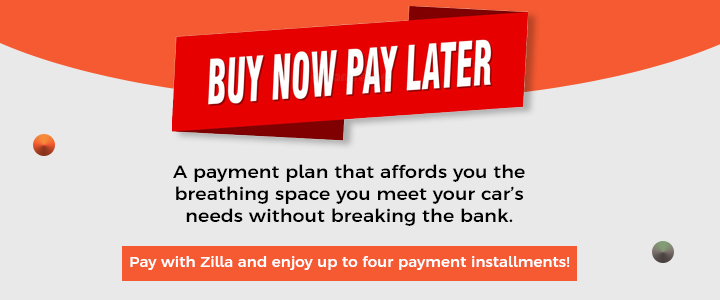 BUY NOW PAY LATER
A payment plan that affords you the
breathing space you meet your car's
needs without breaking the bank.
Pay with Zilla and enjoy up to four payment installments!